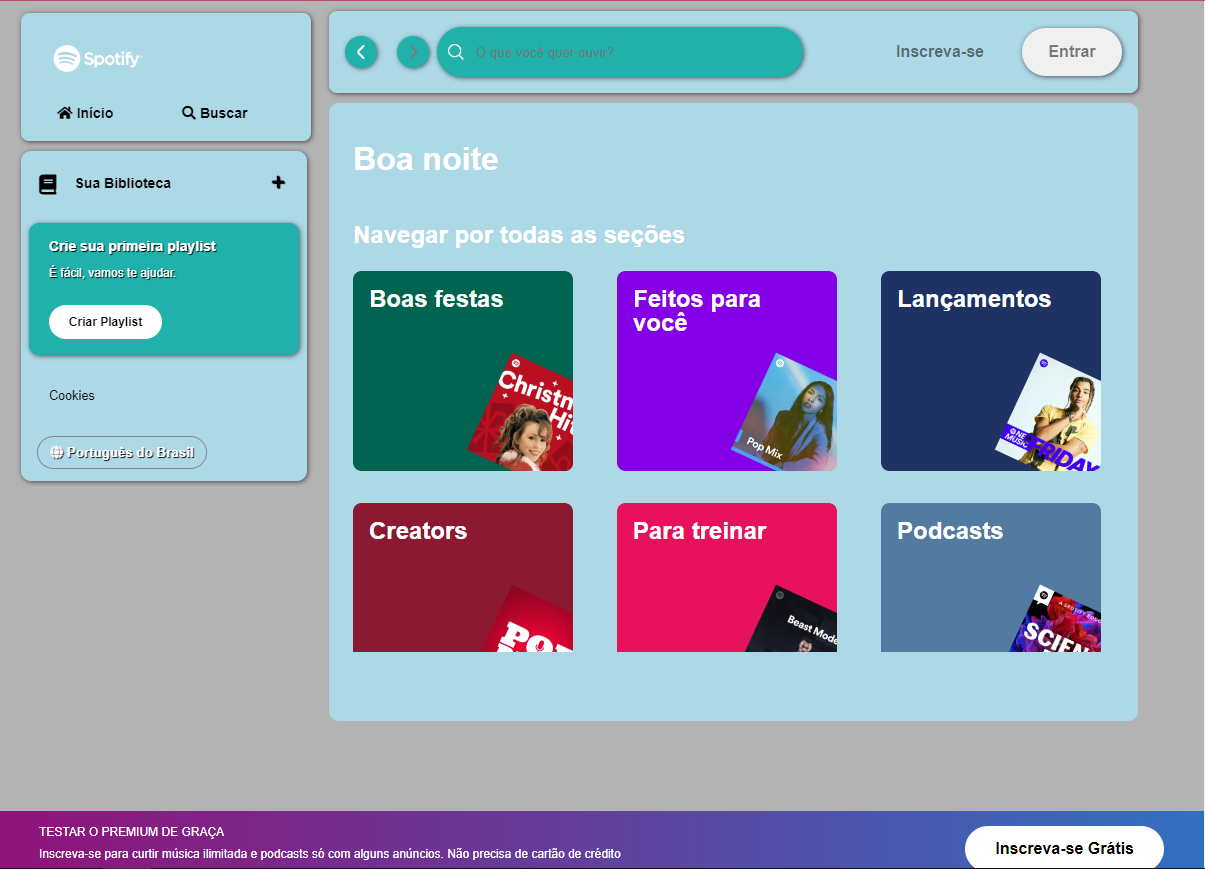 Spotify
Início
Buscar
Sua Biblioteca
Crie sua primeira playlist
É fácil, vamos te ajudar.
Criar Playlist
Cookies
Português do Brasil
O que você quer ouvir?
Inscreva-se
Entrar
Boa noite
Navegar por todas as seções
Boas festas
Christm
Hi
Feitos para
você
Pop Mix
Lançamentos
NE
MUSIC
FRIDAY
Creators
PO
Para treinar
Beast Mode
Podcasts
SCIEN
TESTAR O PREMIUM DE GRAÇA
Inscreva-se para curtir música ilimitada e podcasts só com alguns anúncios. Não precisa de cartão de crédito
Inscreva-se Grátis